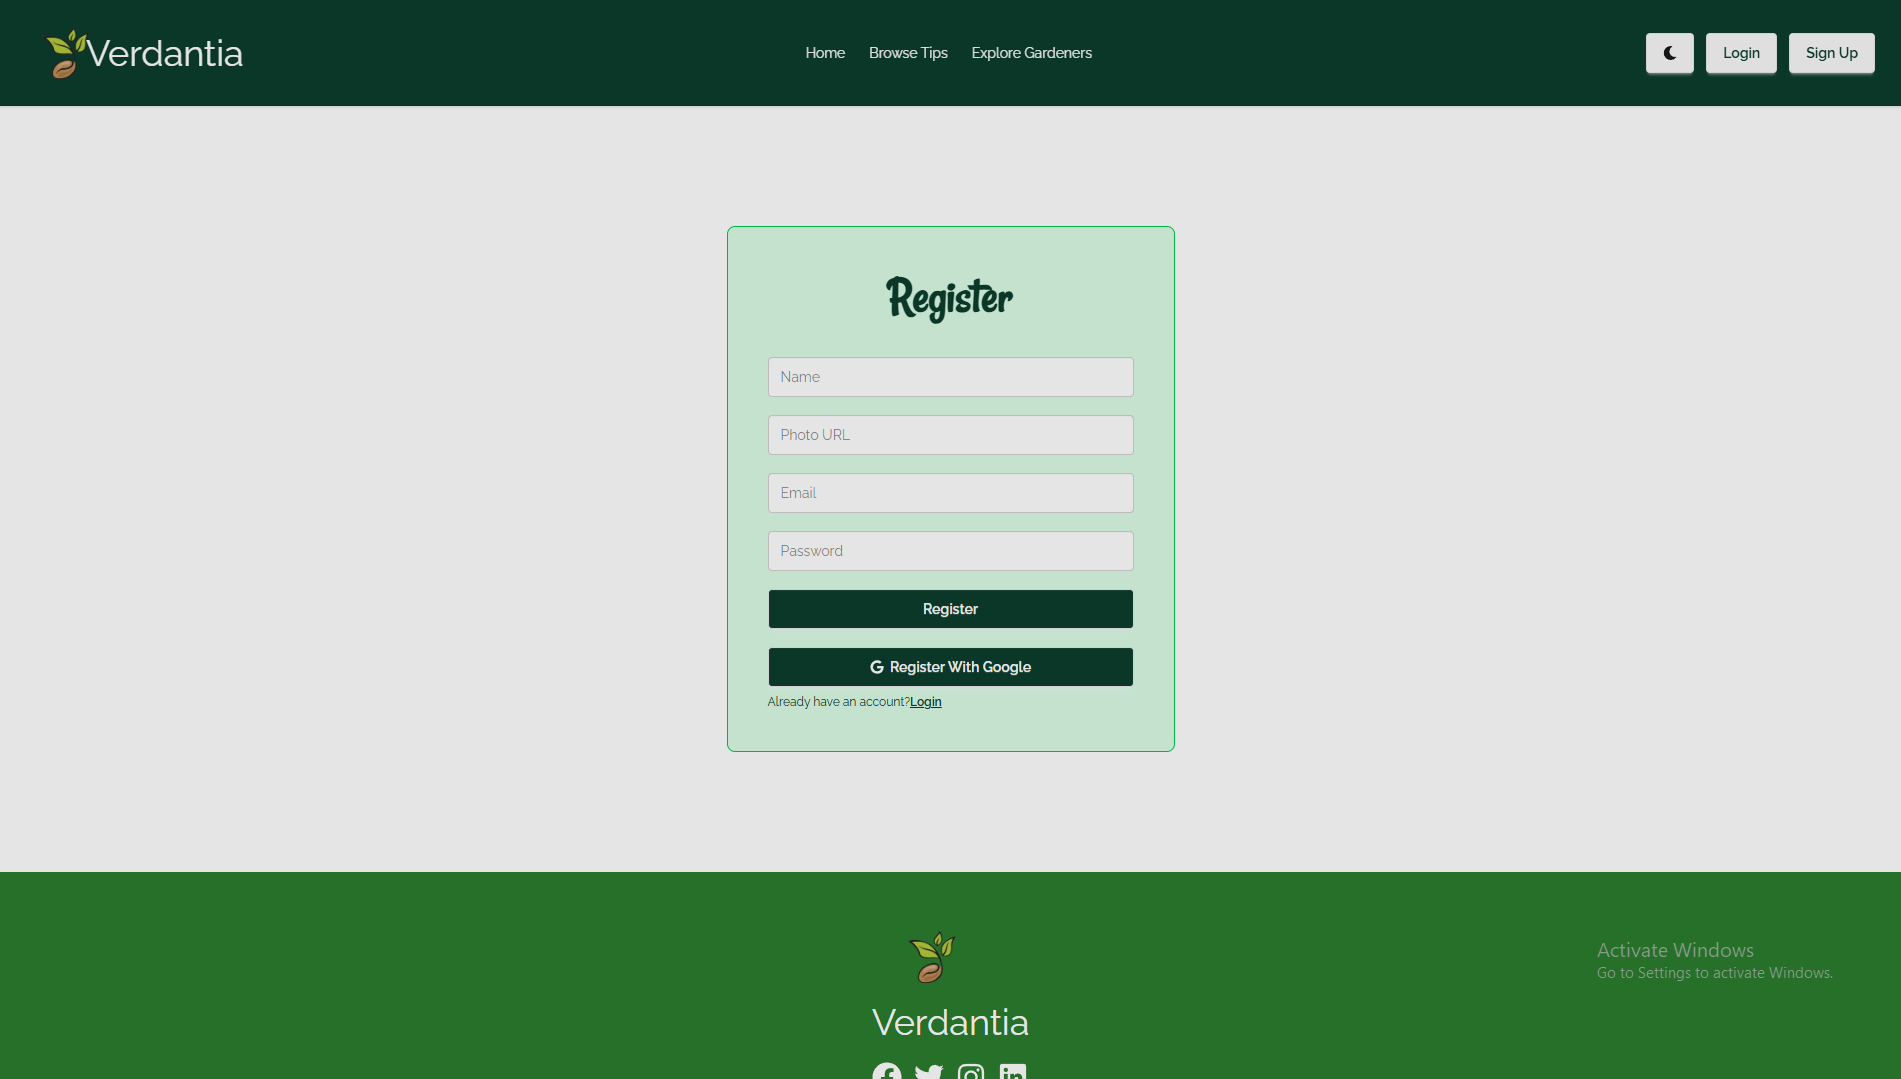 Verdantia
Home Browse Tips Explore Gardeners
Login Sign Up
Register
Name
Photo URL
Email
Password
Register
Register With Google
Already have an account?Login
Activate Windows
Go to Settings to activate Windows.
Verdantia